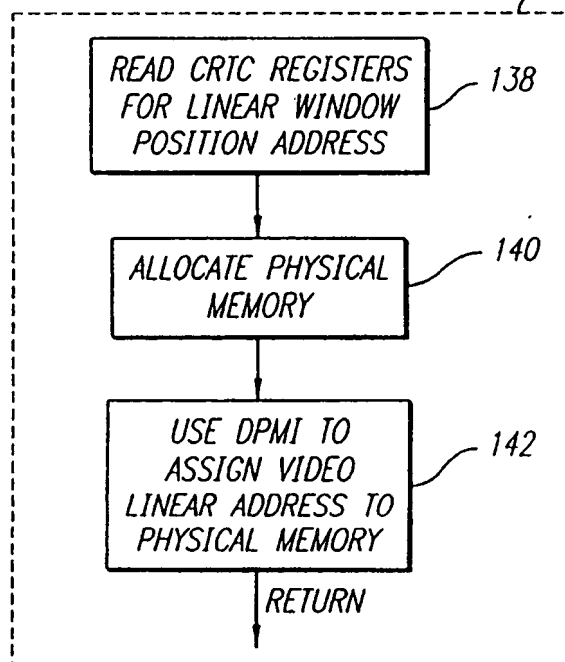 READ CRTC REGISTERS
FOR LINEAR WINDOW
POSITION ADDRESS
138
ALLOCATE PHYSICAL
MEMORY
140
USE DPMI TO
ASSIGN VIDEO
LINEAR ADDRESS TO
PHYSICAL MEMORY
142
RETURN